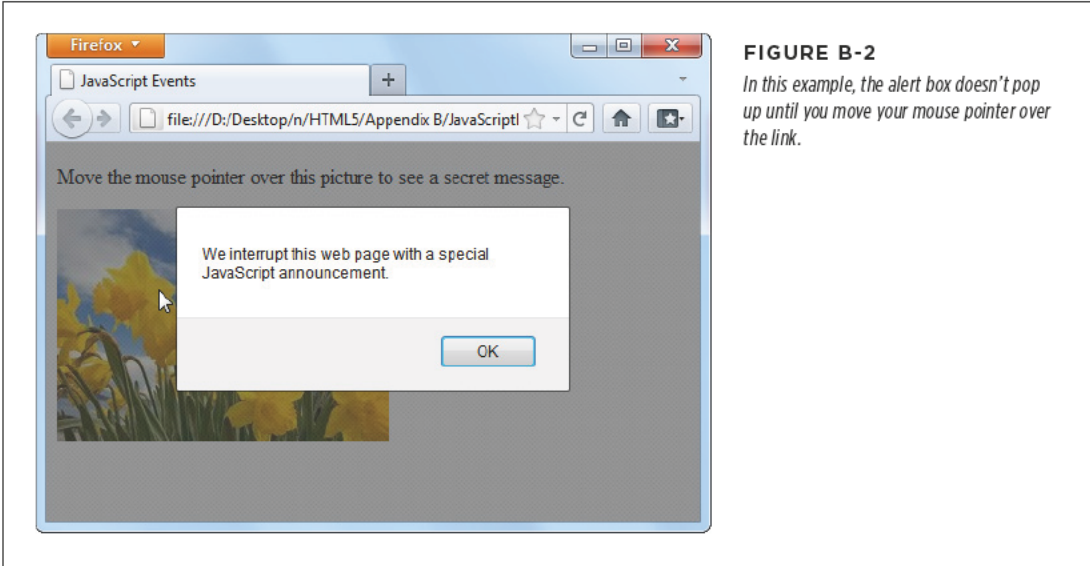 Firefox
JavaScript Events
file:///D:/Desktop/n/HTML5/Appendix B/JavaScriptI
Move the mouse pointer over this picture to see a secret message.
We interrupt this web page with a special
JavaScript announcement.
OK
FIGURE B-2
In this example, the alert box doesn't pop
up until you move your mouse pointer over
the link.